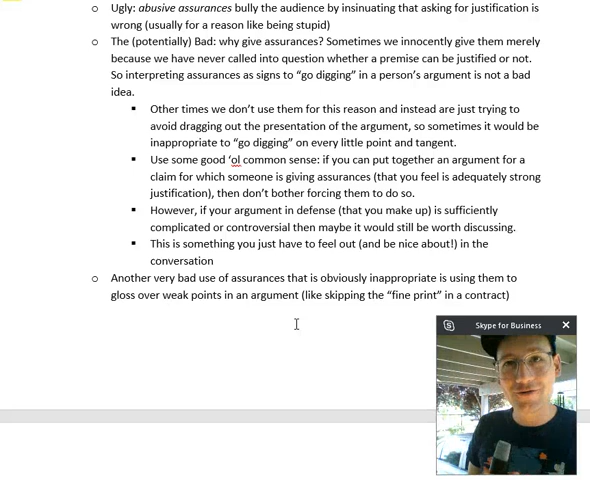 o Ugly: abusive assurances bully the audience by insinuating that asking for justification is
wrong (usually for a reason like being stupid)
o The (potentially) Bad: why give assurances? Sometimes we innocently give them merely
because we have never called into question whether a premise can be justified or not.
So interpreting assurances as signs to “go digging” in a person’s argument is not a bad
idea.
▪ Other times we don’t use them for this reason and instead are just trying to
avoid dragging out the presentation of the argument, so sometimes it would be
inappropriate to “go digging” on every little point and tangent.
▪ Use some good ‘ol common sense: if you can put together an argument for a
claim for which someone is giving assurances (that you feel is adequately strong
justification), then don’t bother forcing them to do so.
▪ However, if your argument in defense (that you make up) is sufficiently
complicated or controversial then maybe it would still be worth discussing.
▪ This is something you just have to feel out (and be nice about!) in the
conversation
o Another very bad use of assurances that is obviously inappropriate is using them to
gloss over weak points in an argument (like skipping the “fine print” in a contract)
Skype for Business